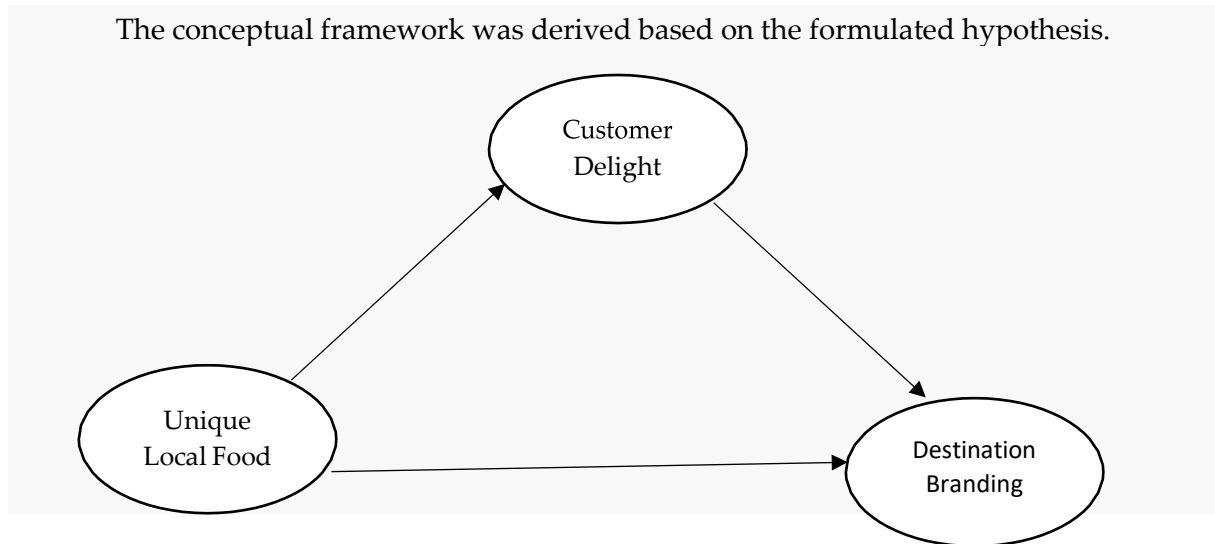 The conceptual framework was derived based on the formulated hypothesis.
Customer
Delight
Unique
Local Food
Destination
Branding